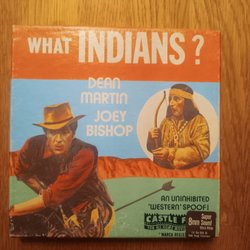 WHAT INDIANS?
DEAN
MARTIN
JOEY
BISHOP
AN UNINHIBITED
'WESTERN' SPOOF!
CASTLE F
Super
8mm Sound